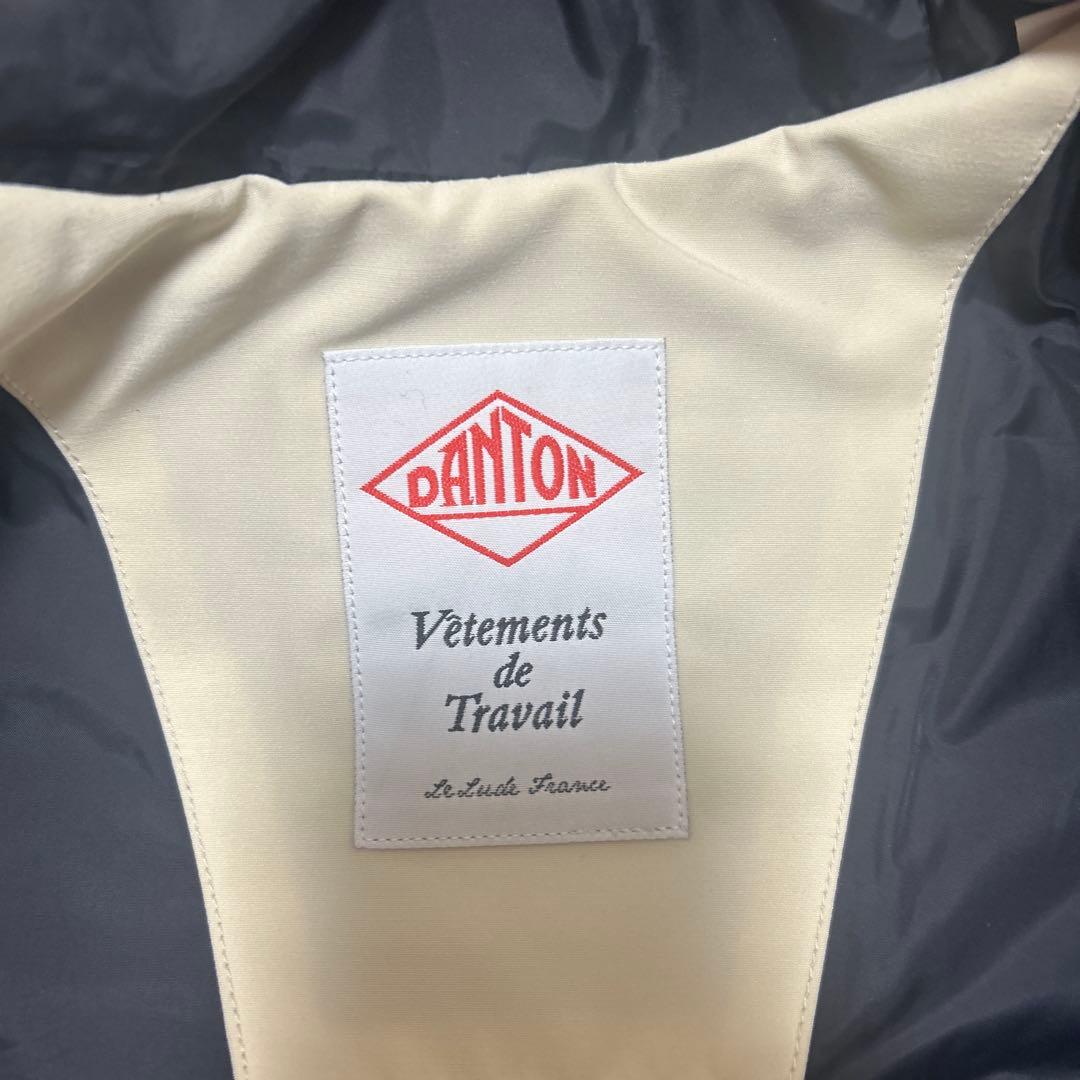 DANTON
Vêtements
de
Travail
Le Lude France